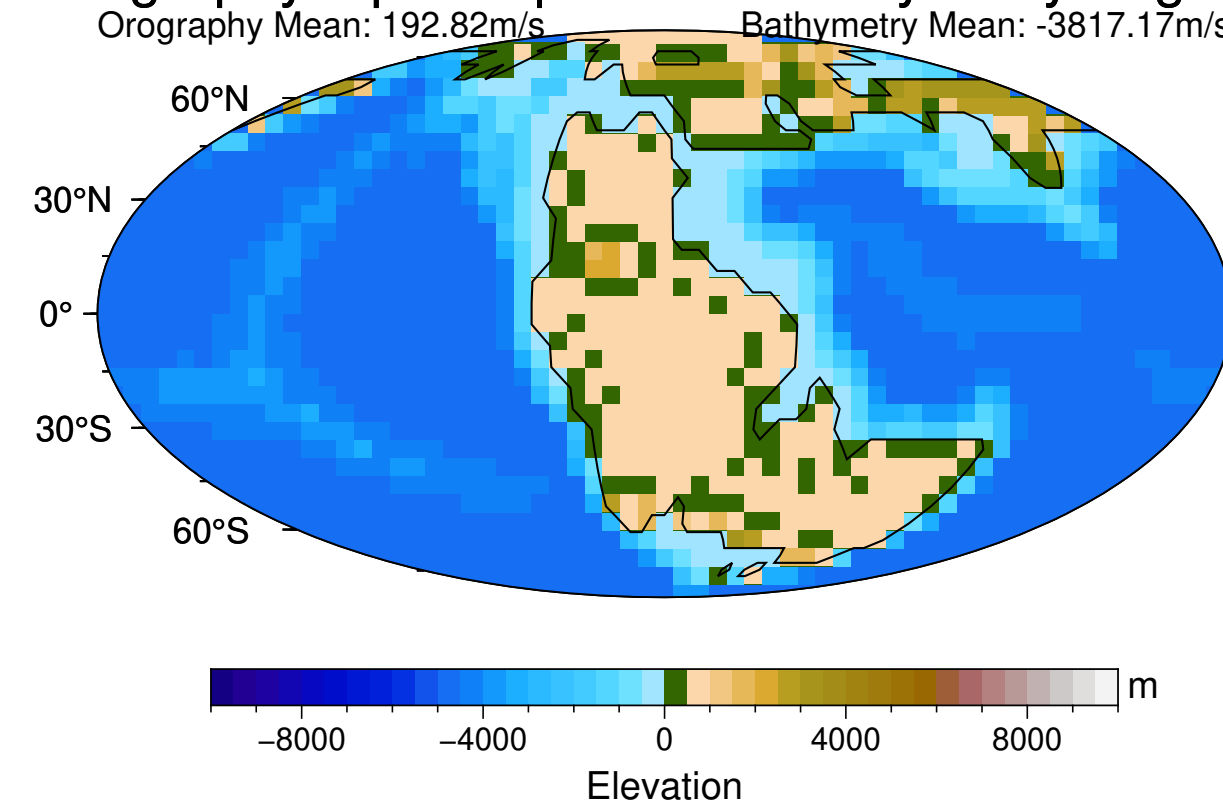 Orography Mean: 192.82m/s Bathymetry Mean: -3817.17m/s
60°N
30°N
0°
30°S
60°S
m
−8000 −4000 0 4000 8000
Elevation